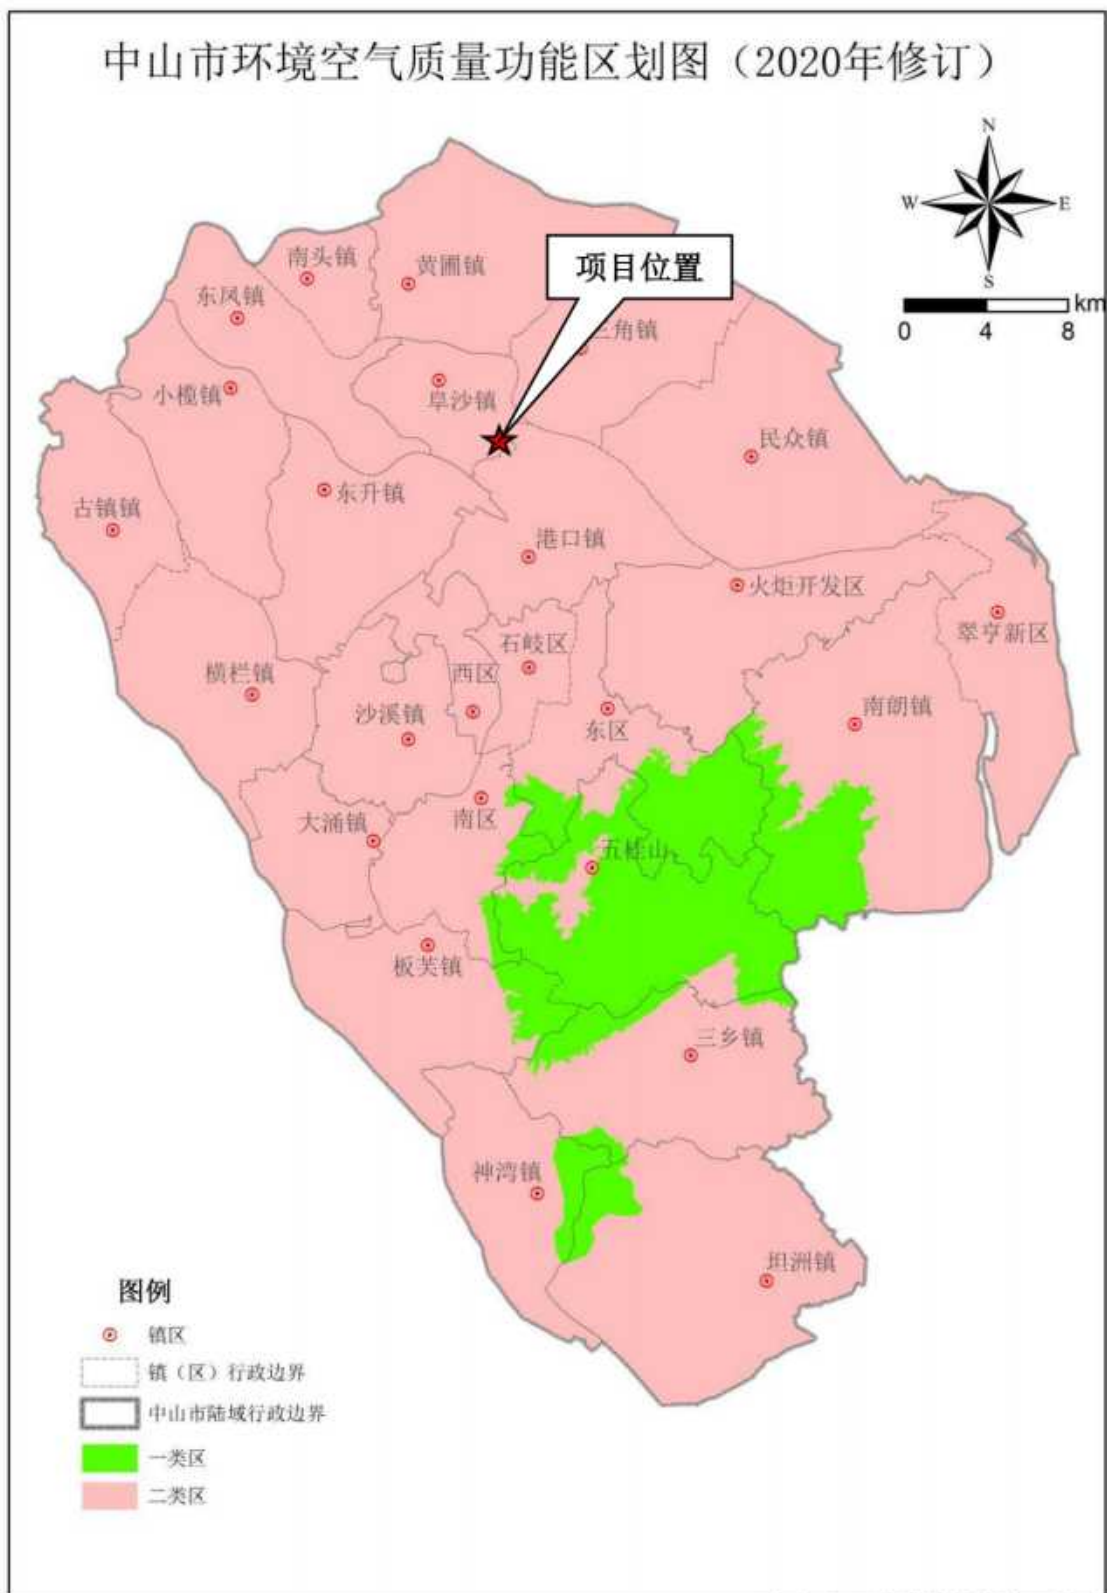 中山市环境空气质量功能区划图（2020年修订）
N
W
E
S
km
0 4 8
项目位置
南头镇
黄圃镇
东凤镇
三角镇
小榄镇
阜沙镇
民众镇
古镇镇
东升镇
港口镇
火炬开发区
翠亨新区
石岐区
横栏镇
西区
沙溪镇
东区
南朗镇
大涌镇
南区
五桂山
板芙镇
三乡镇
神湾镇
坦洲镇
图例
镇区
镇（区）行政边界
中山市陆域行政边界
一类区
二类区